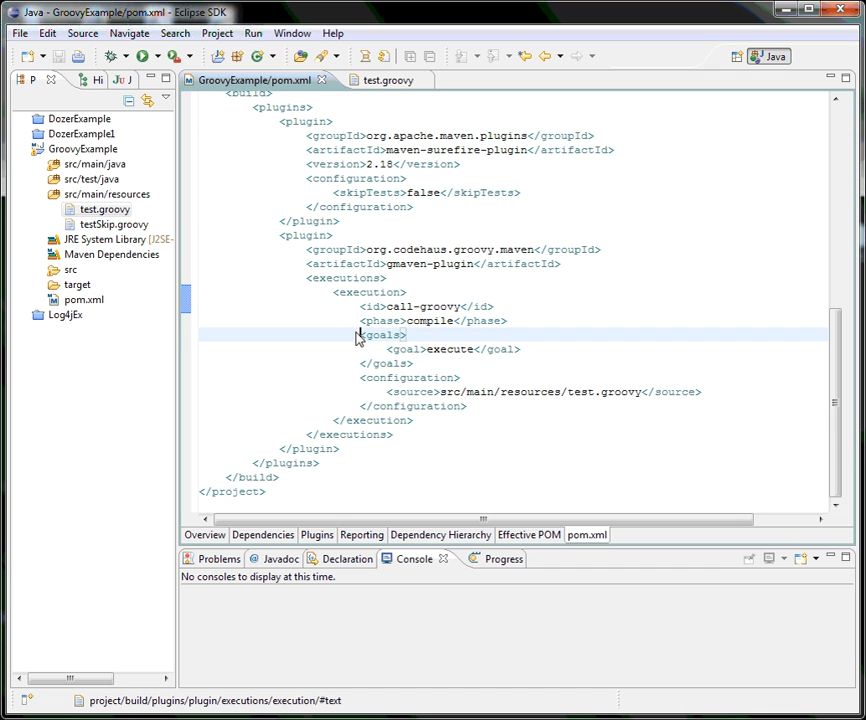 Java - GroovyExample/pom.xml - Eclipse SDK
File Edit Source Navigate Search Project Run Window Help
Java
P Hi Ju J
GroovyExample/pom.xml test.groovy
DozerExample
DozerExample1
GroovyExample
src/main/java
src/test/java
src/main/resources
test.groovy
testSkip.groovy
JRE System Library [J2SE-
Maven Dependencies
src
target
pom.xml
Log4jEx
<build>
<plugins>
<plugin>
<groupId>org.apache.maven.plugins</groupId>
<artifactId>maven-surefire-plugin</artifactId>
<version>2.18</version>
<configuration>
<skipTests>false</skipTests>
</configuration>
</plugin>
<plugin>
<groupId>org.codehaus.groovy.maven</groupId>
<artifactId>gmaven-plugin</artifactId>
<executions>
<execution>
<id>call-groovy</id>
<phase>compile</phase>
<goals>
<goal>execute</goal>
</goals>
<configuration>
<source>src/main/resources/test.groovy</source>
</configuration>
</execution>
</executions>
</plugin>
</plugins>
</build>
</project>
Overview Dependencies Plugins Reporting Dependency Hierarchy Effective POM pom.xml
Problems @ Javadoc Declaration Console Progress
No consoles to display at this time.
project/build/plugins/plugin/executions/execution/#text